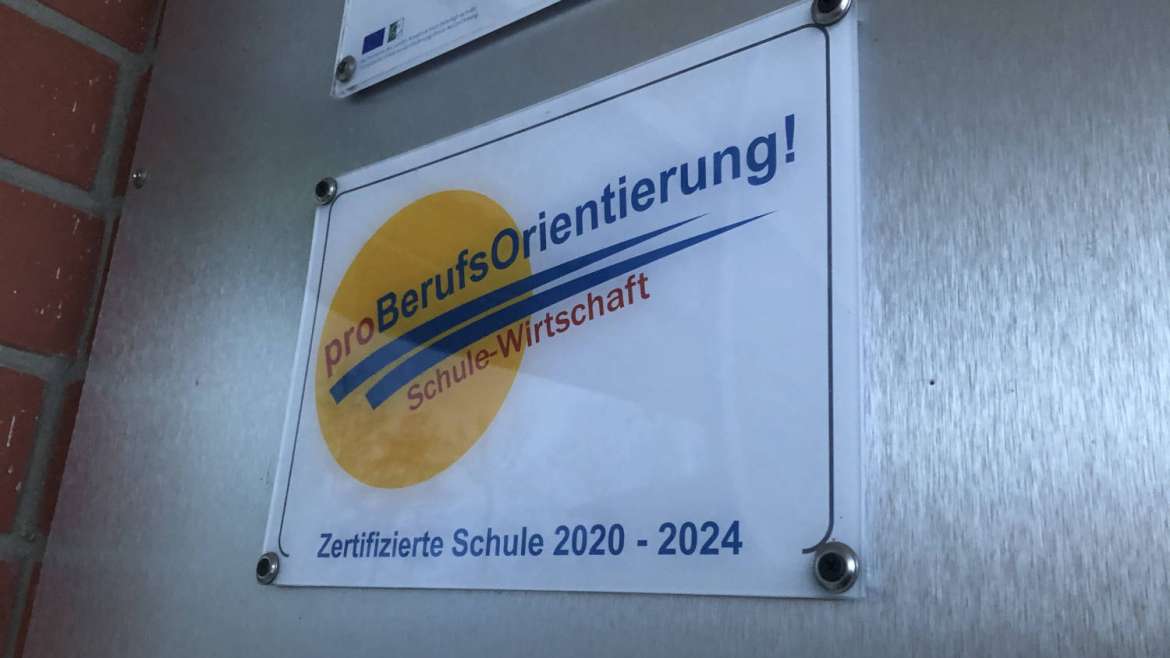 proBerufsOrientierung!
Schule-Wirtschaft
Zertifizierte Schule 2020 - 2024